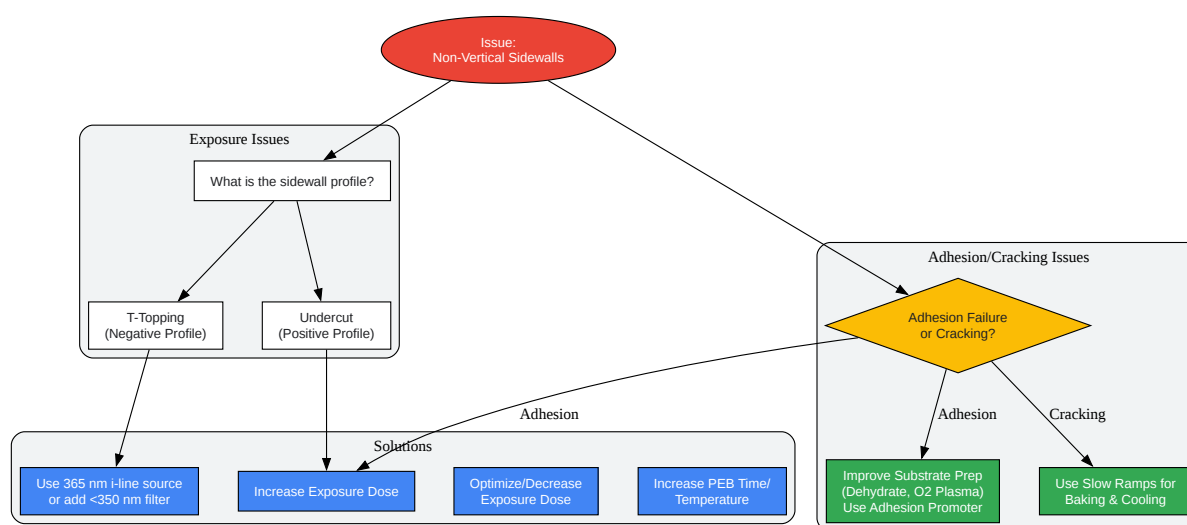 Issue:
Non-Vertical Sidewalls
Exposure Issues
What is the sidewall profile?
Adhesion/Cracking Issues
T-Topping
(Negative Profile)
Undercut
(Positive Profile)
Adhesion Failure
or Cracking?
Adhesion
Adhesion
Cracking
Solutions
Use 365 nm i-line source
or add <350 nm filter
Increase Exposure Dose
Optimize/Decrease
Exposure Dose
Increase PEB Time/
Temperature
Improve Substrate Prep
(Dehydrate, O2 Plasma)
Use Adhesion Promoter
Use Slow Ramps for
Baking & Cooling